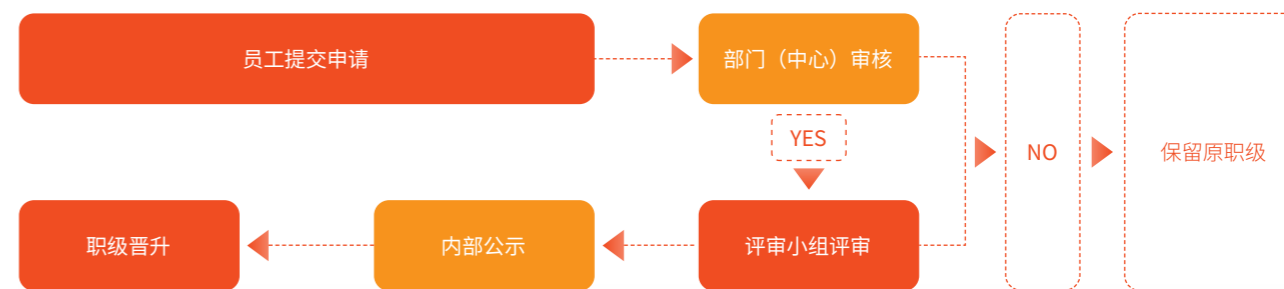 员工提交申请
部门（中心）审核
YES
NO
保留原职级
职级晋升
内部公示
评审小组评审